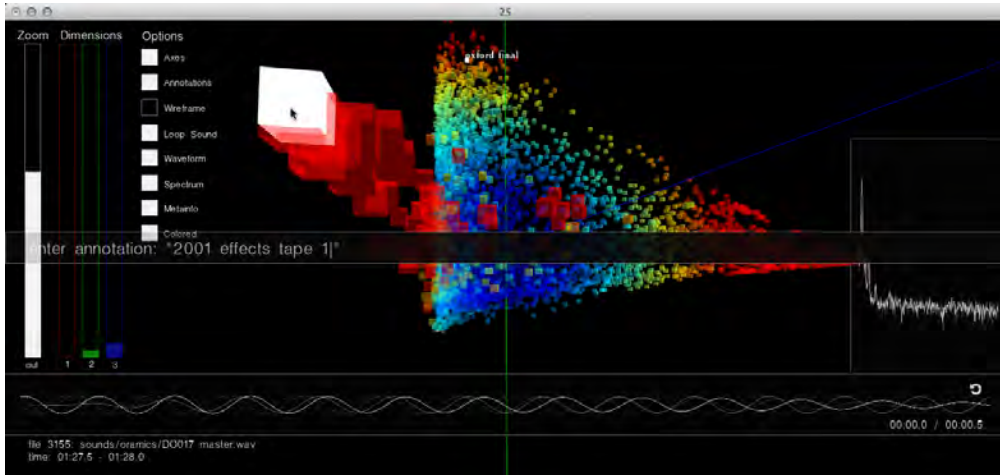 25
Zoom Dimensions Options
Axes
Annotations
Wireframe
Loop Sound
Waveform
Spectrum
Metainfo
Colored
oxford final
enter annotation: "2001 effects tape 1|"
out 1 2 3
00:00.0 / 00:00.5
file 3155: sounds/oramics/DO017 master.wav
time: 01:27.5 - 01:28.0